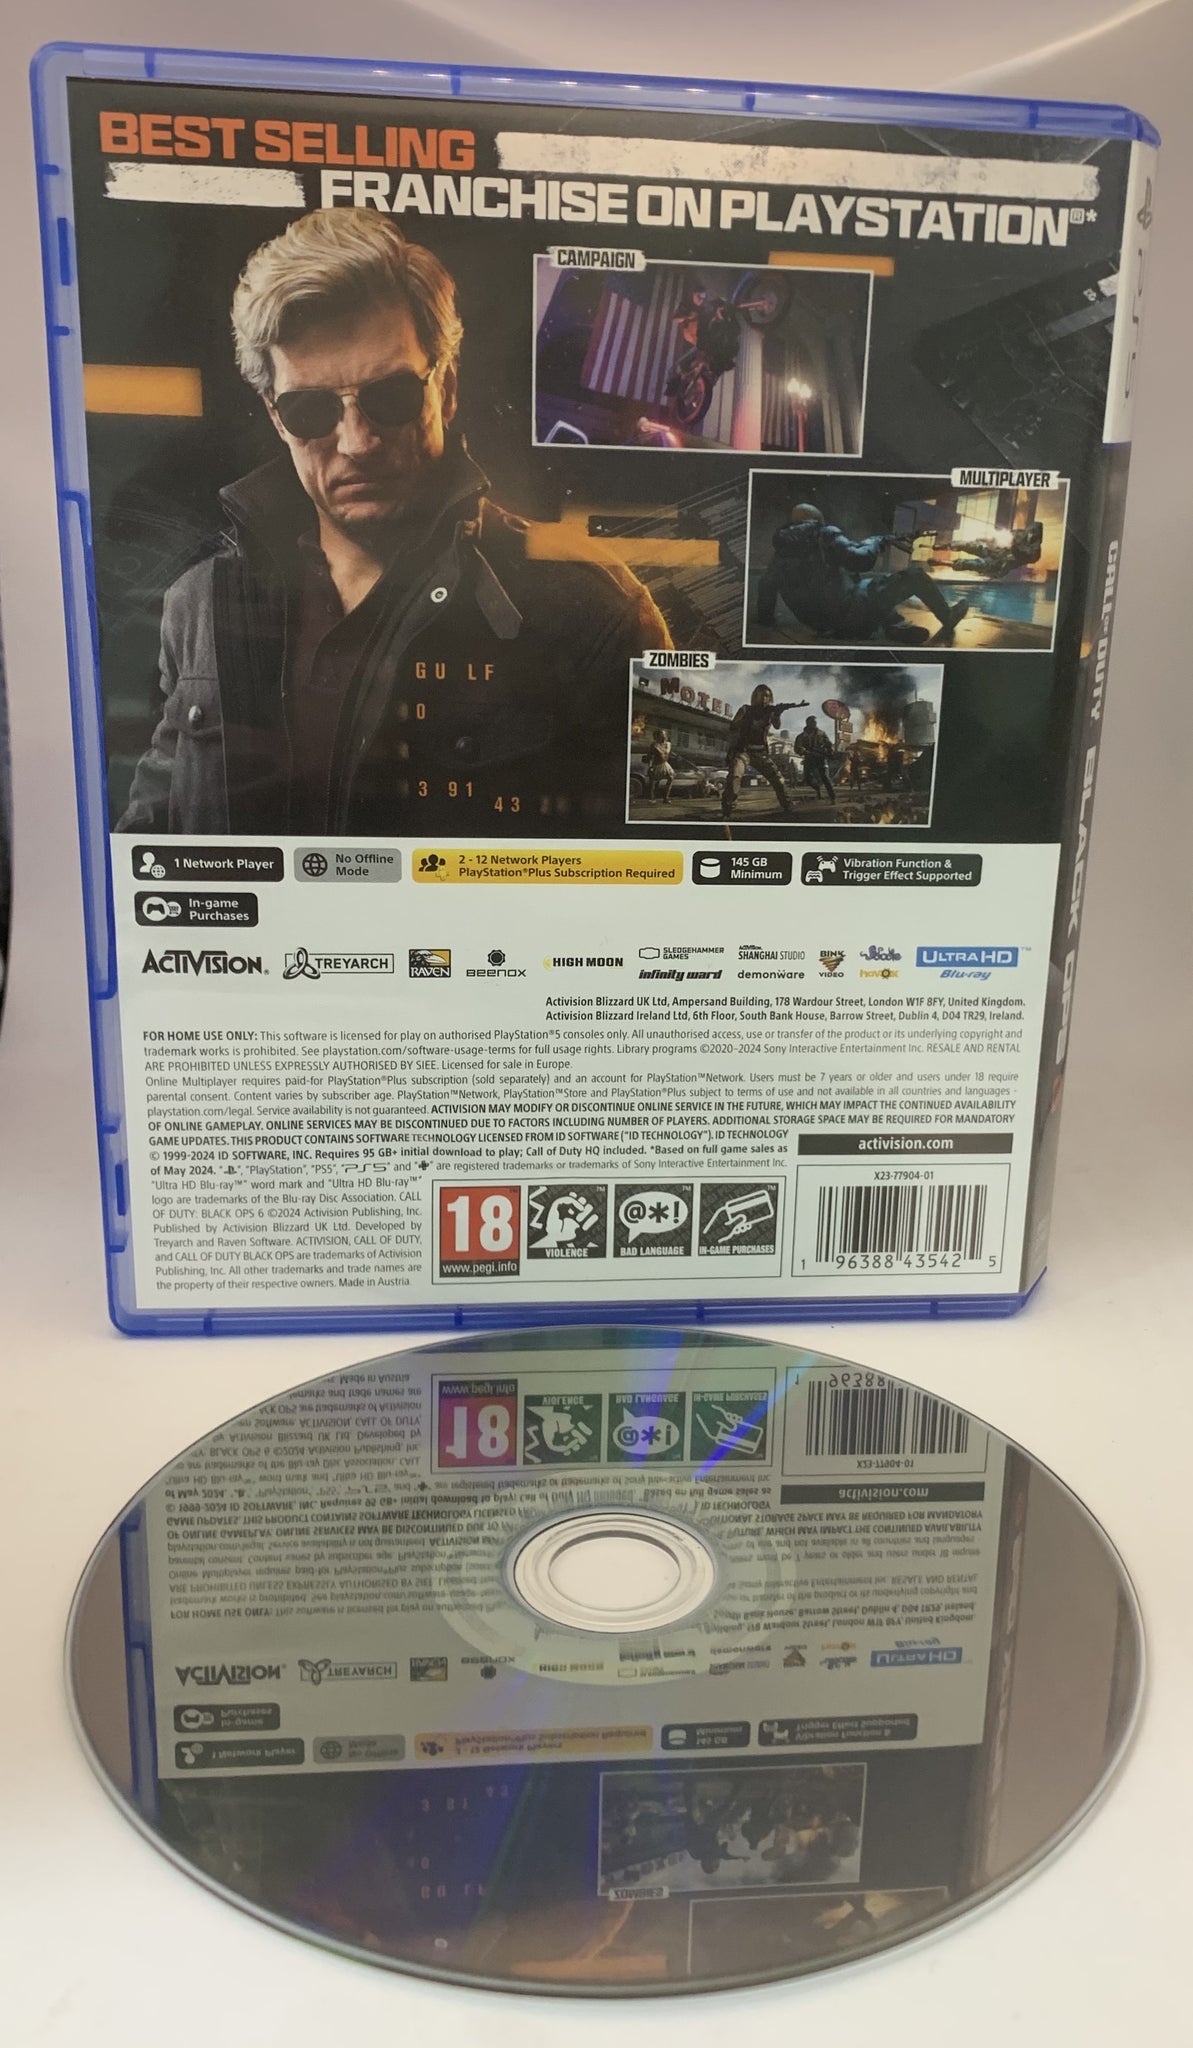 BEST SELLING
FRANCHISE ON PLAYSTATION®*
CAMPAIGN
MULTIPLAYER
MOTEL
ZOMBIES
GU LF
0
3 91
43
PS5
CALL OF DUTY BLACK OPS
1 Network Player
No Offline
Mode
2 - 12 Network Players
PlayStation®Plus Subscription Required
145 GB
Minimum
Vibration Function &
Trigger Effect Supported
In-game
Purchases
ACTIVISION®
TREYARCH
RAVEN
BEENOX
HIGH MOON
SLEDGEHAMMER
GAMES
infinity ward
ACTIVISION
SHANGHAI STUDIO
demonware
BINK
VIDEO
havok
ULTRA HD
Blu-ray™
Activision Blizzard UK Ltd, Ampersand Building, 178 Wardour Street, London W1F 8FY, United Kingdom.
Activision Blizzard Ireland Ltd, 6th Floor, South Bank House, Barrow Street, Dublin 4, D04 TR29, Ireland.
FOR HOME USE ONLY: This software is licensed for play on authorised PlayStation®5 consoles only. All unauthorised access, use or transfer of the product or its underlying copyright and
trademark works is prohibited. See playstation.com/software-usage-terms for full usage rights. Library programs ©2020-2024 Sony Interactive Entertainment Inc. RESALE AND RENTAL
ARE PROHIBITED UNLESS EXPRESSLY AUTHORISED BY SIEE. Licensed for sale in Europe.
Online Multiplayer requires paid-for PlayStation®Plus subscription (sold separately) and an account for PlayStation™Network. Users must be 7 years or older and users under 18 require
parental consent. Content varies by subscriber age. PlayStation™Network, PlayStation™Store and PlayStation®Plus subject to terms of use and not available in all countries and languages -
playstation.com/legal. Service availability is not guaranteed. ACTIVISION MAY MODIFY OR DISCONTINUE ONLINE SERVICE IN THE FUTURE, WHICH MAY IMPACT THE CONTINUED AVAILABILITY
OF ONLINE GAMEPLAY. ONLINE SERVICES MAY BE DISCONTINUED DUE TO FACTORS INCLUDING NUMBER OF PLAYERS. ADDITIONAL STORAGE SPACE MAY BE REQUIRED FOR MANDATORY
GAME UPDATES. THIS PRODUCT CONTAINS SOFTWARE TECHNOLOGY LICENSED FROM ID SOFTWARE ("ID TECHNOLOGY"). ID TECHNOLOGY
© 1999-2024 ID SOFTWARE, INC. Requires 95 GB+ initial download to play; Call of Duty HQ included. *Based on full game sales as
of May 2024. "PlayStation", "PS5", PS5 and are registered trademarks or trademarks of Sony Interactive Entertainment Inc.
"Ultra HD Blu-ray™" word mark and "Ultra HD Blu-ray™"
logo are trademarks of the Blu-ray Disc Association. CALL
OF DUTY: BLACK OPS 6 ©2024 Activision Publishing, Inc.
Published by Activision Blizzard UK Ltd. Developed by
Treyarch and Raven Software. ACTIVISION, CALL OF DUTY,
and CALL OF DUTY BLACK OPS are trademarks of Activision
Publishing, Inc. All other trademarks and trade names are
the property of their respective owners. Made in Austria.
18
www.pegi.info
VIOLENCE
@*!
BAD LANGUAGE
IN-GAME PURCHASES
activision.com
X23-77904-01
1 96388 43542 5